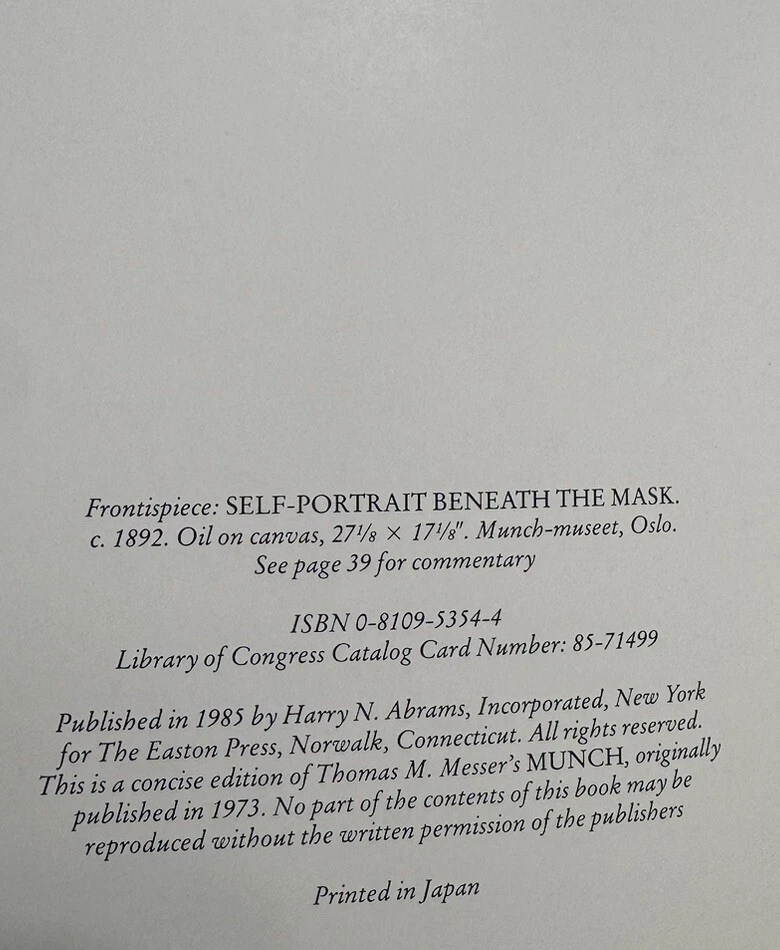 Frontispiece: SELF-PORTRAIT BENEATH THE MASK.
c. 1892. Oil on canvas, 27⅛ × 17⅛". Munch-museet, Oslo.
See page 39 for commentary
ISBN 0-8109-5354-4
Library of Congress Catalog Card Number: 85-71499
Published in 1985 by Harry N. Abrams, Incorporated, New York
for The Easton Press, Norwalk, Connecticut. All rights reserved.
This is a concise edition of Thomas M. Messer's MUNCH, originally
published in 1973. No part of the contents of this book may be
reproduced without the written permission of the publishers
Printed in Japan